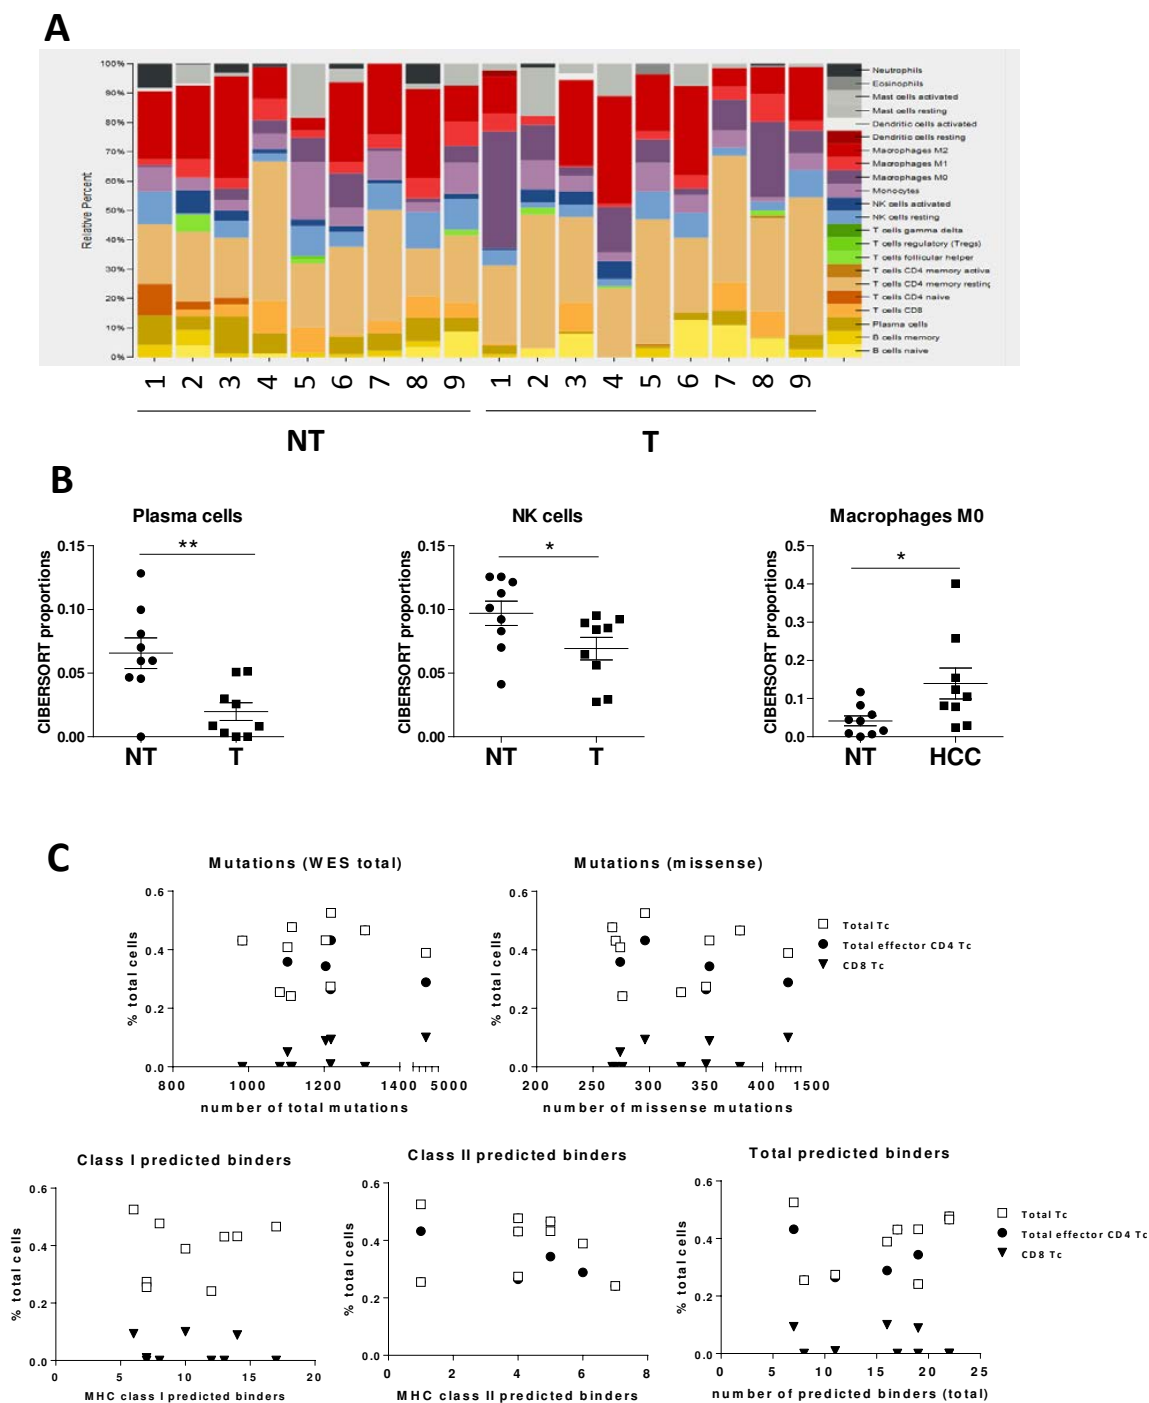 A
100%
90%
80%
70%
60%
50%
40%
30%
20%
10%
0%
Relative Percent
Neutrophils
Eosinophils
Mast cells activated
Mast cells resting
Dendritic cells activated
Dendritic cells resting
Macrophages M2
Macrophages M1
Macrophages M0
Monocytes
NK cells activated
NK cells resting
T cells gamma delta
T cells regulatory (Tregs)
T cells follicular helper
T cells CD4 memory activa
T cells CD4 memory resting
T cells CD4 naive
T cells CD8
Plasma cells
B cells memory
B cells naive
1 2 3 4 5 6 7 8 9 1 2 3 4 5 6 7 8 9
NT T
B
Plasma cells
**
CIBERSORT proportions
0.15
0.10
0.05
0.00
NT T
NK cells
*
CIBERSORT proportions
0.15
0.10
0.05
0.00
NT T
Macrophages M0
*
CIBERSORT proportions
0.5
0.4
0.3
0.2
0.1
0.0
NT HCC
C
Mutations (WES total)
% total cells
0.6
0.4
0.2
0.0
800 1000 1200 1400 5000
number of total mutations
Mutations (missense)
% total cells
0.6
0.4
0.2
0.0
200 250 300 350 400 1500
number of missense mutations
Total Tc
Total effector CD4 Tc
CD8 Tc
Class I predicted binders
% total cells
0.6
0.4
0.2
0.0
0 5 10 15 20
MHC class I predicted binders
Class II predicted binders
% total cells
0.6
0.4
0.2
0.0
0 2 4 6 8
MHC class II predicted binders
Total predicted binders
% total cells
0.6
0.4
0.2
0.0
0 5 10 15 20 25
number of predicted binders (total)
Total Tc
Total effector CD4 Tc
CD8 Tc